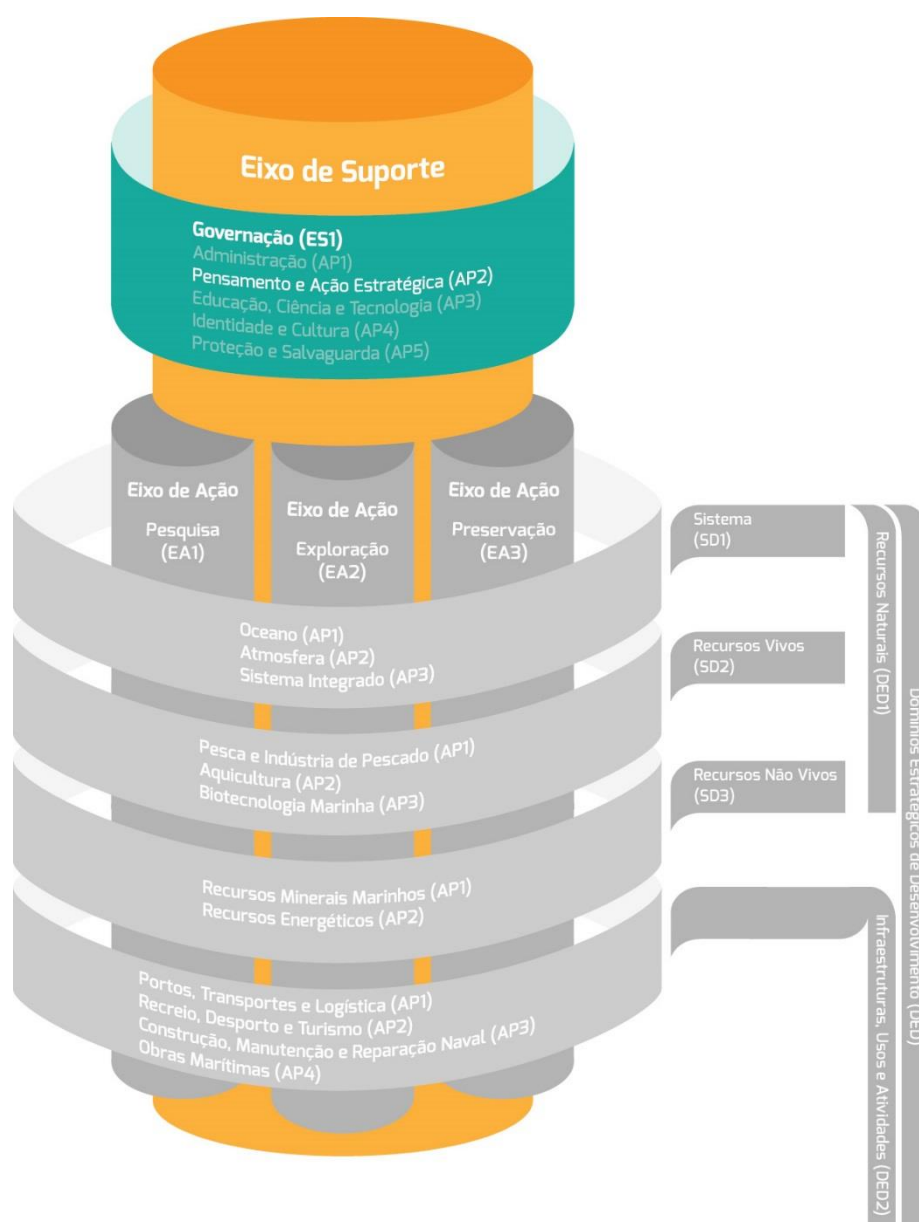 Eixo de Suporte
Governação (ES1)
Administração (AP1)
Pensamento e Ação Estratégica (AP2)
Educação, Ciência e Tecnologia (AP3)
Identidade e Cultura (AP4)
Proteção e Salvaguarda (AP5)
Eixo de Ação
Pesquisa
(EA1)
Eixo de Ação
Exploração
(EA2)
Eixo de Ação
Preservação
(EA3)
Oceano (AP1)
Atmosfera (AP2)
Sistema Integrado (AP3)
Sistema
(SD1)
Pesca e Indústria de Pescado (AP1)
Aquicultura (AP2)
Biotecnologia Marinha (AP3)
Recursos Vivos
(SD2)
Recursos Minerais Marinhos (AP1)
Recursos Energéticos (AP2)
Recursos Não Vivos
(SD3)
Portos, Transportes e Logística (AP1)
Recreio, Desporto e Turismo (AP2)
Construção, Manutenção e Reparação Naval (AP3)
Obras Marítimas (AP4)
Recursos Naturais (DED1)
Infraestruturas, Usos e Atividades (DED2)
Domínios Estratégicos de Desenvolvimento (DED)